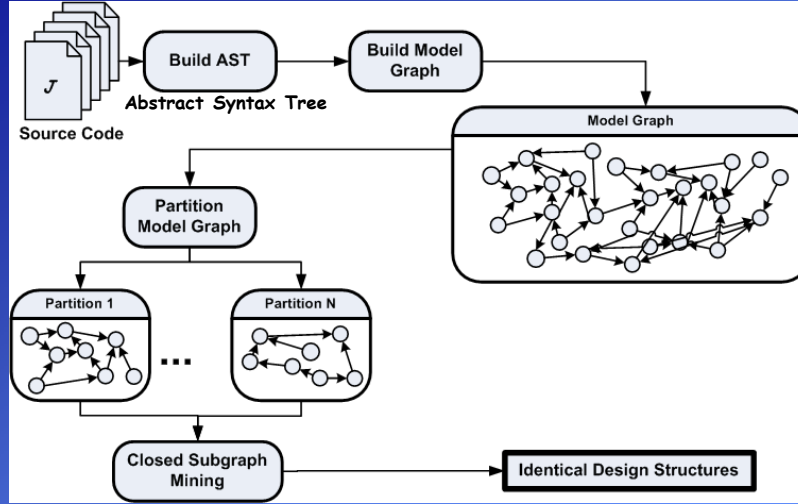 J
Source Code
Build AST
Abstract Syntax Tree
Build Model
Graph
Model Graph
Partition
Model Graph
Partition 1
...
Partition N
Closed Subgraph
Mining
Identical Design Structures